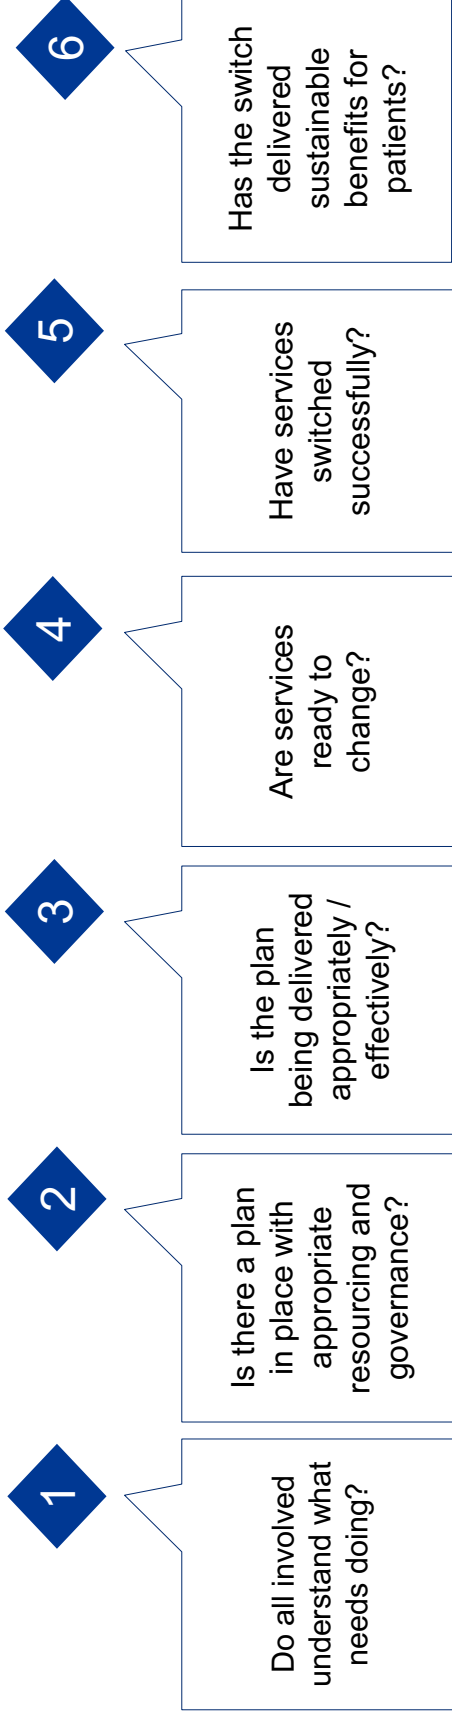 1
Do all involved
understand what
needs doing?
2
Is there a plan
in place with
appropriate
resourcing and
governance?
3
Is the plan
being delivered
appropriately /
effectively?
4
Are services
ready to
change?
5
Have services
switched
successfully?
6
Has the switch
delivered
sustainable
benefits for
patients?